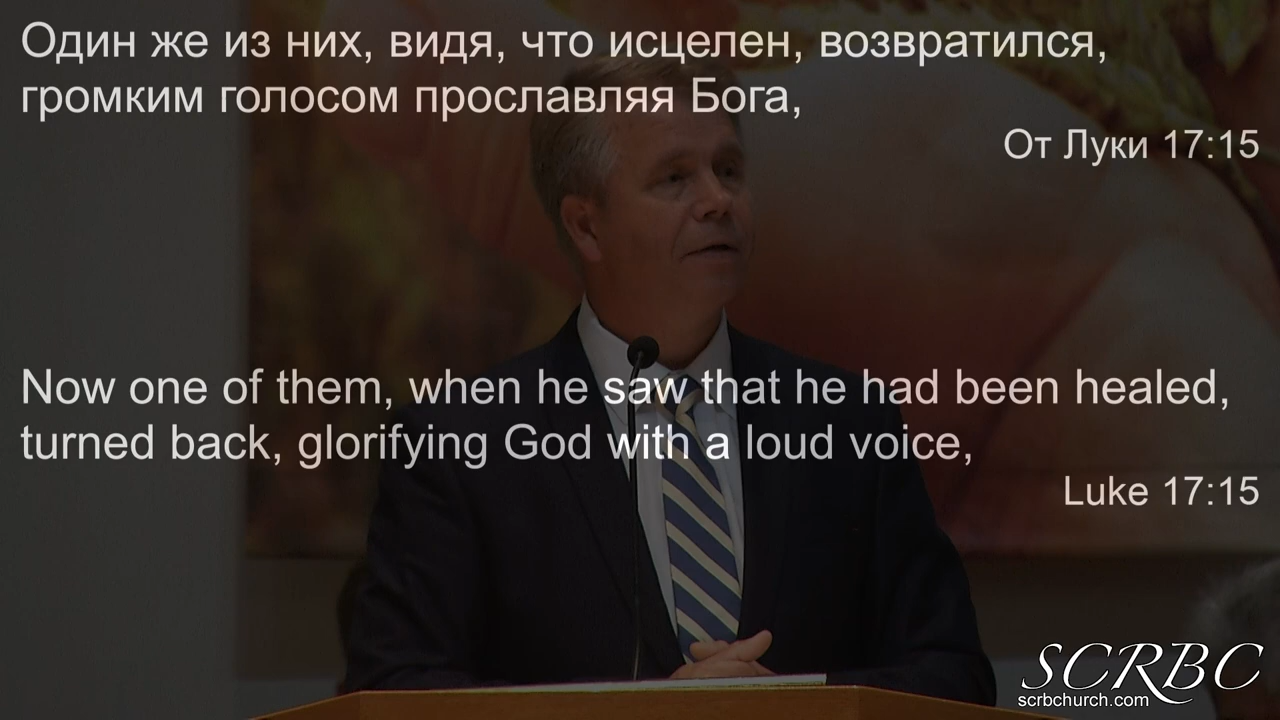 Один же из них, видя, что исцелен, возвратился,
громким голосом прославляя Бога,
От Луки 17:15
Now one of them, when he saw that he had been healed,
turned back, glorifying God with a loud voice,
Luke 17:15
SCRBC
scrbchurch.com